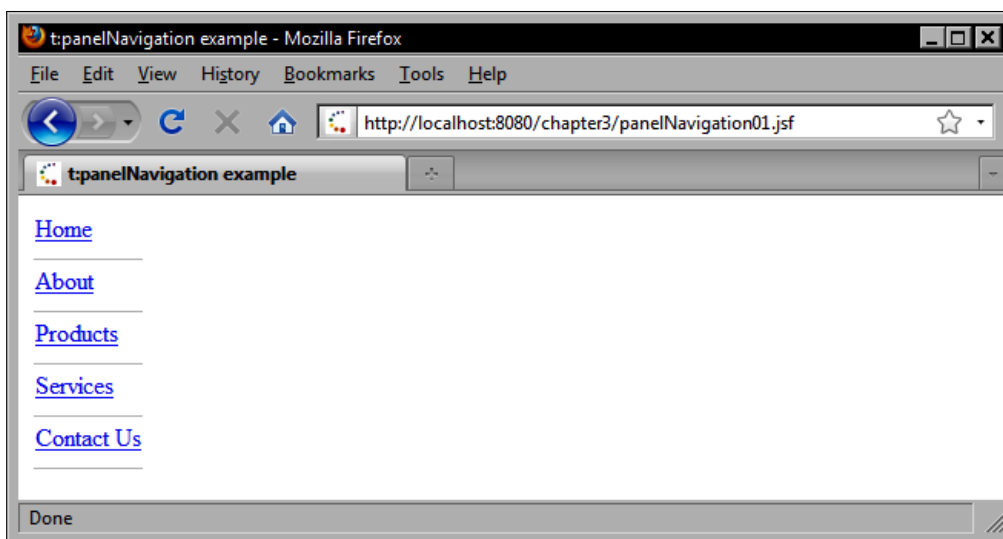 t:panelNavigation example - Mozilla Firefox
File Edit View History Bookmarks Tools Help
http://localhost:8080/chapter3/panelNavigation01.jsf
t:panelNavigation example
Home
About
Products
Services
Contact Us
Done